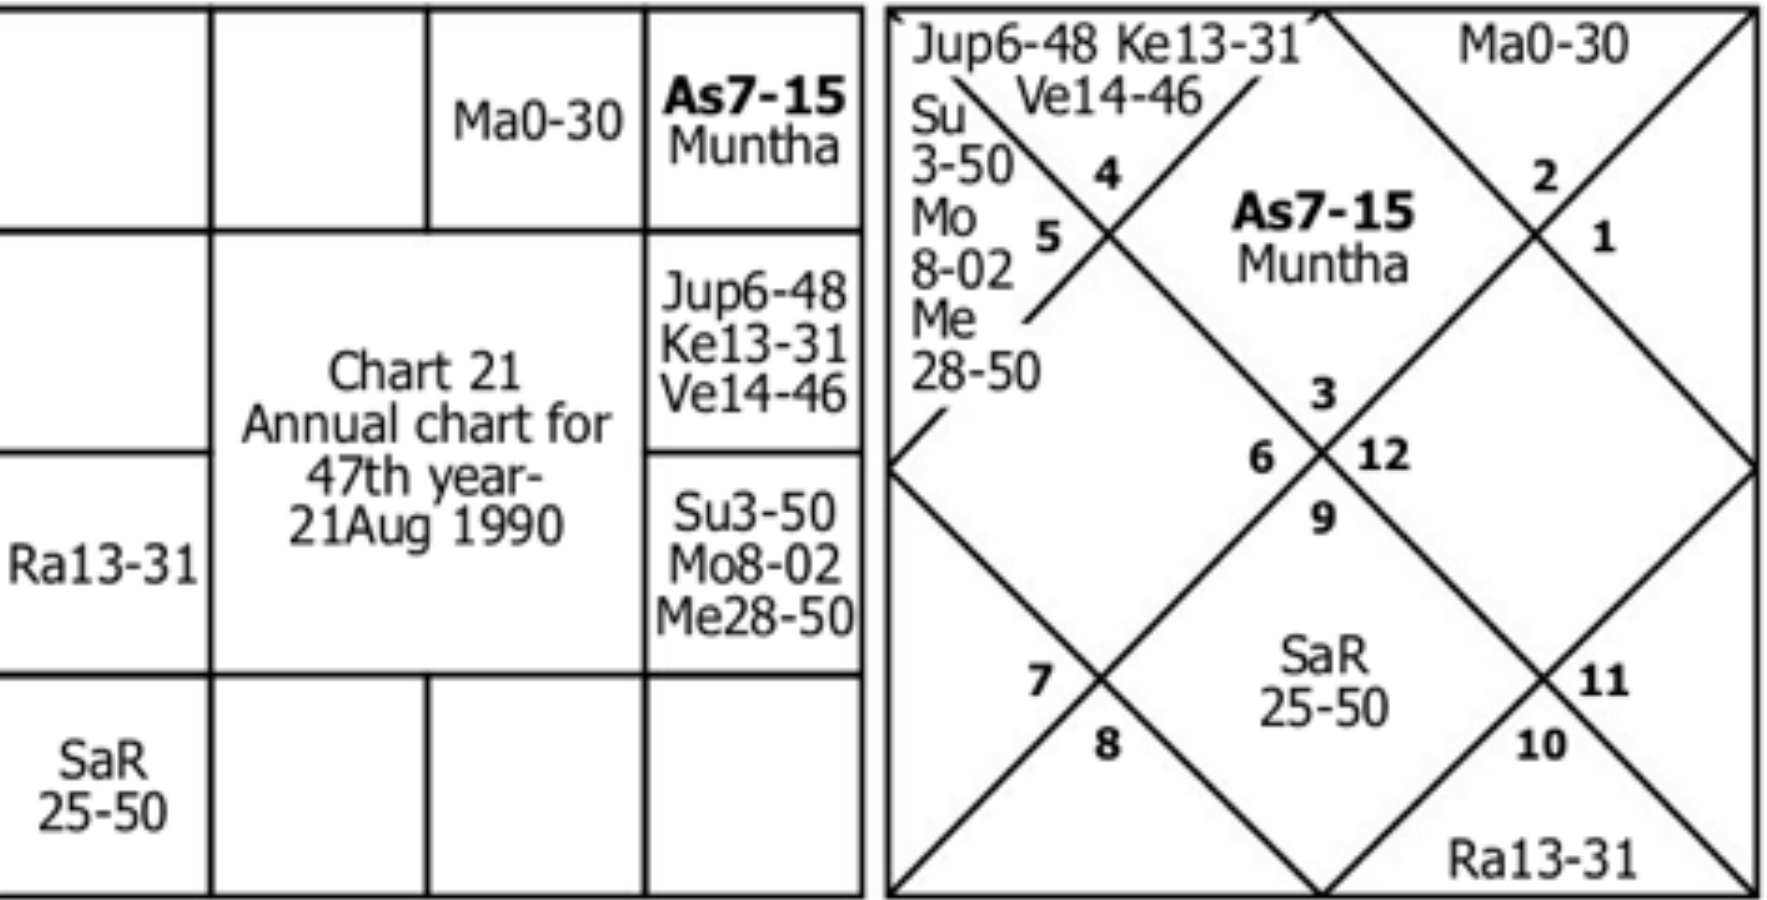 Ma0-30
As7-15
Muntha
Jup6-48
Ke13-31
Ve14-46
Chart 21
Annual chart for
47th year-
21Aug 1990
Ra13-31
Su3-50
Mo8-02
Me28-50
SaR
25-50
Jup6-48 Ke13-31
Ve14-46
Ma0-30
Su
3-50
Mo
8-02
Me
28-50
4
5
2
1
As7-15
Muntha
3
6
12
9
7
8
SaR
25-50
11
10
Ra13-31